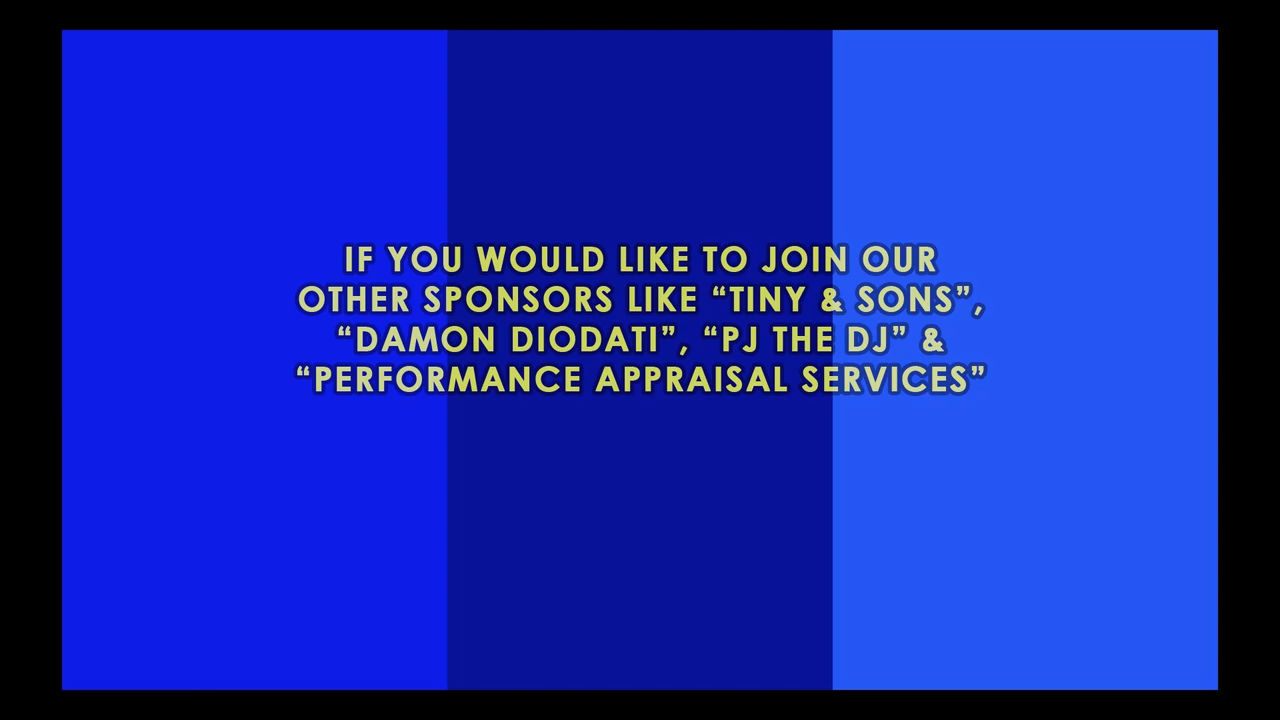 IF YOU WOULD LIKE TO JOIN OUR
OTHER SPONSORS LIKE “TINY & SONS”,
“DAMON DIODATI”, “PJ THE DJ” &
“PERFORMANCE APPRAISAL SERVICES”